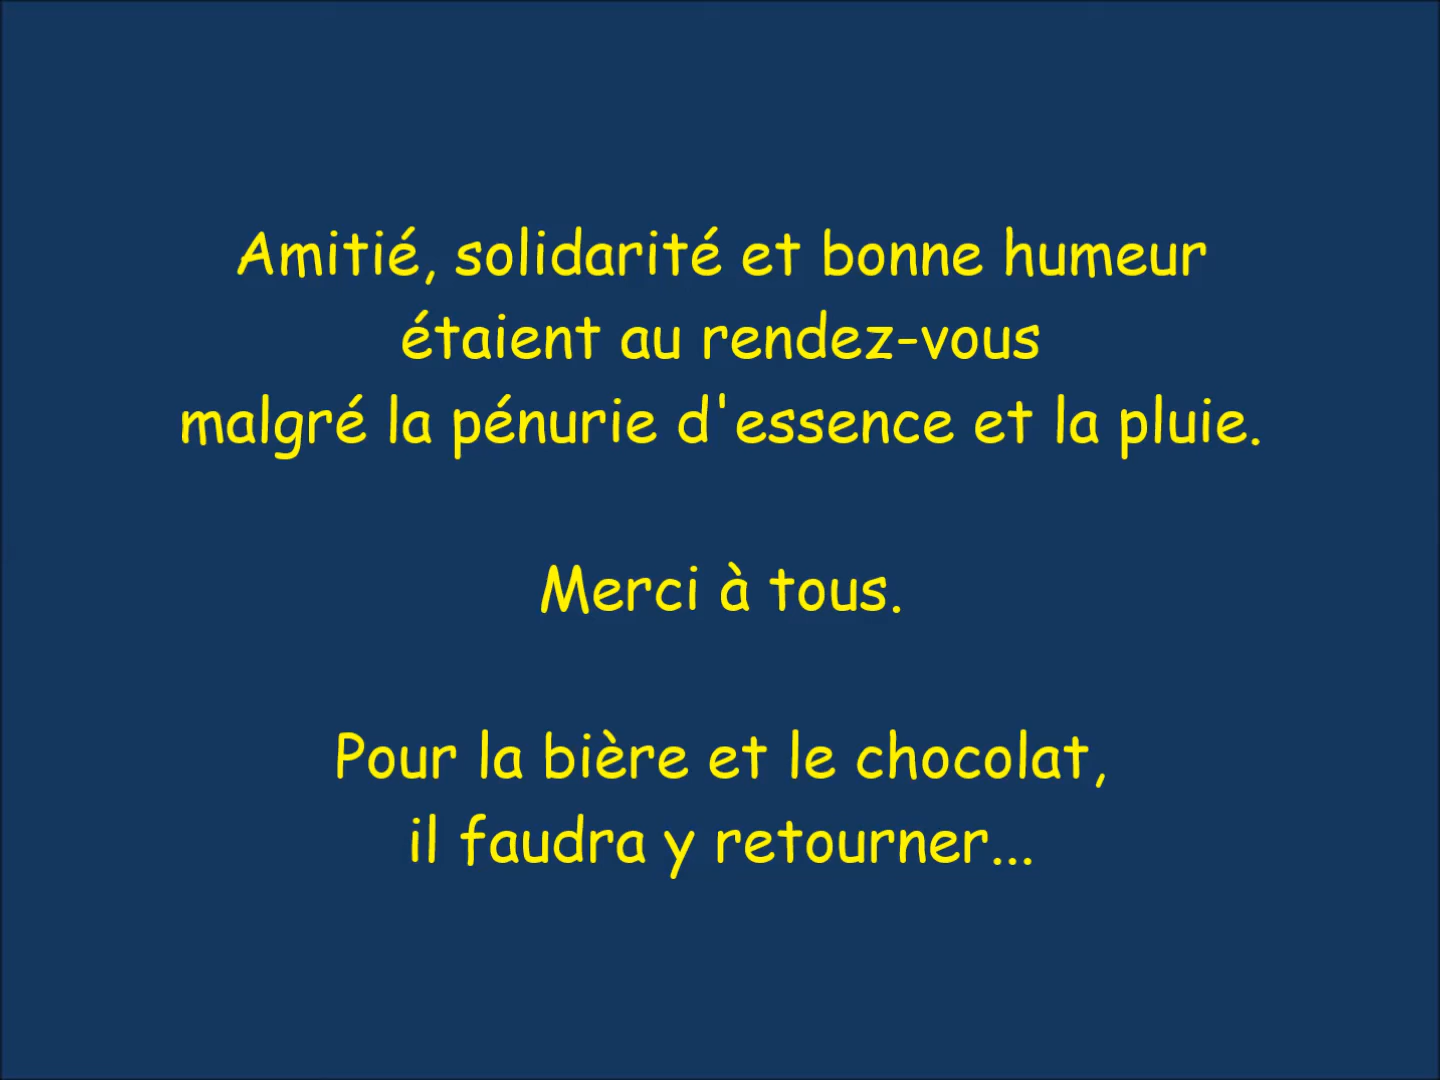 Amitié, solidarité et bonne humeur
étaient au rendez-vous
malgré la pénurie d'essence et la pluie.
Merci à tous.
Pour la bière et le chocolat,
il faudra y retourner...